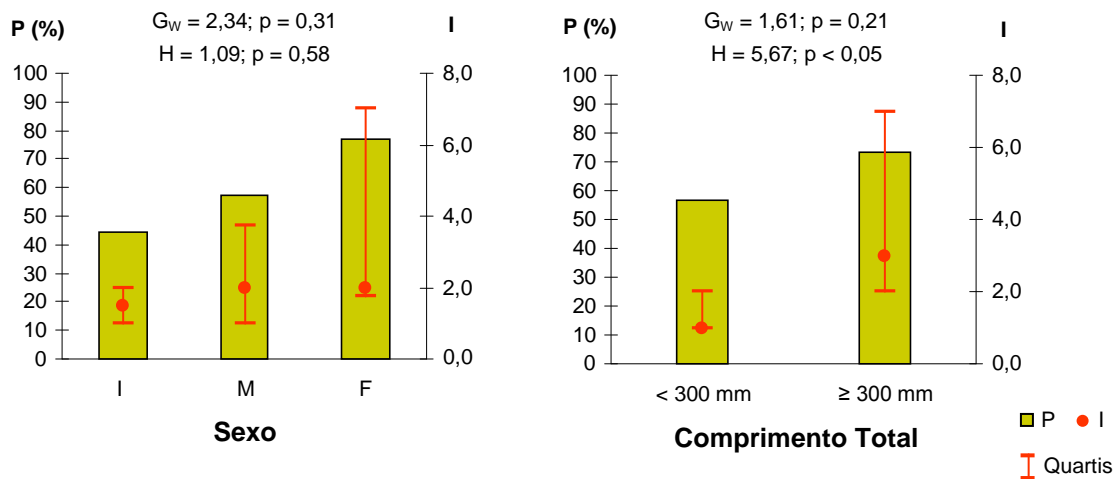 P (%)
G_W = 2,34; p = 0,31
H = 1,09; p = 0,58
I
100
90
80
70
60
50
40
30
20
10
0
8,0
6,0
4,0
2,0
0,0
I M F
Sexo
P (%)
G_W = 1,61; p = 0,21
H = 5,67; p < 0,05
I
100
90
80
70
60
50
40
30
20
10
0
8,0
6,0
4,0
2,0
0,0
< 300 mm ≥ 300 mm
Comprimento Total
P I
Quartis